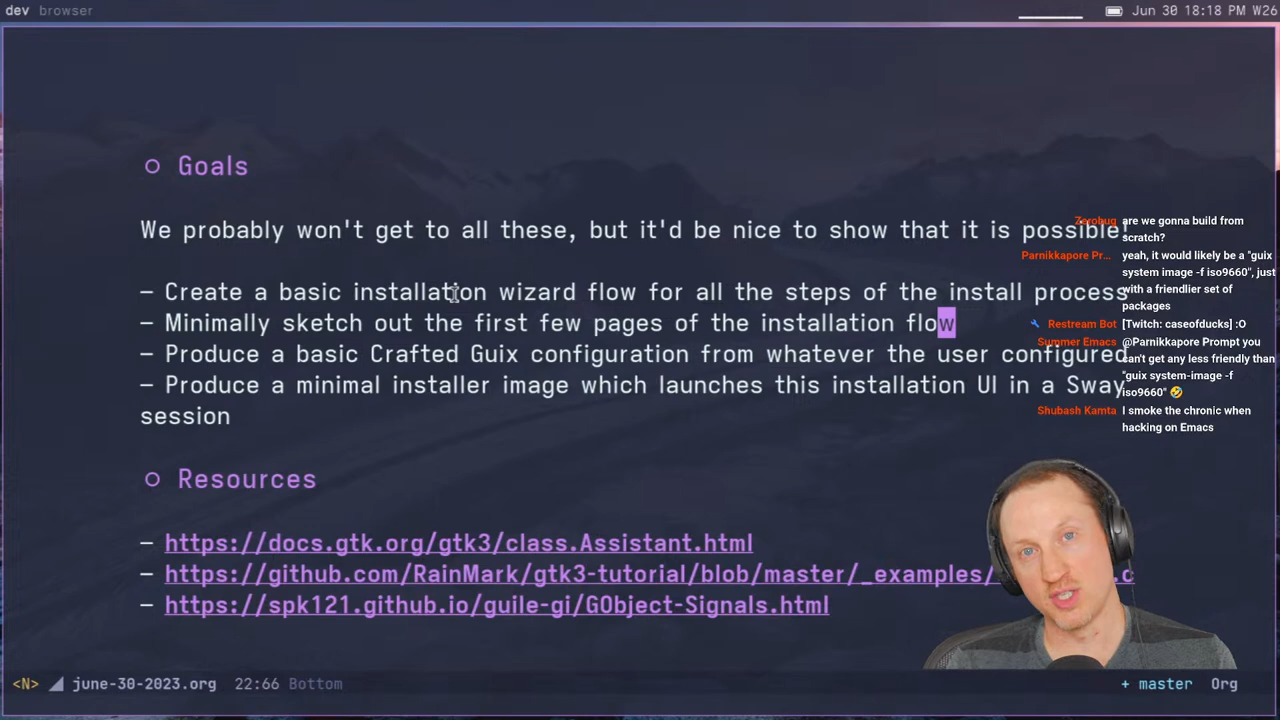 dev browser
Jun 30 18:18 W26
Goals
We probably won't get to all these, but it'd be nice to show that it is possible!
- Create a basic installation wizard flow for all the steps of the install process
- Minimally sketch out the first few pages of the installation flow
- Produce a basic Crafted Guix configuration from whatever the user configured
- Produce a minimal installer image which launches this installation UI in a Sway
session
Resources
- https://docs.gtk.org/gtk3/class.Assistant.html
- https://github.com/RainMark/gtk3-tutorial/blob/master/_examples/
- https://spk121.github.io/guile-gi/GObject-Signals.html
Zerobug are we gonna build from
scratch?
Parnikkapore Pr... yeah, it would likely be a "guix
system image -f iso9660", just
with a friendlier set of
packages
Restream Bot [Twitch: caseofducks] :O
Summer Emacs @Parnikkapore Prompt you
can't get any less friendly than
"guix system-image -f
iso9660" 🤣
Shubash Kamta I smoke the chronic when
hacking on Emacs
<N> june-30-2023.org 22:66 Bottom
+ master Org